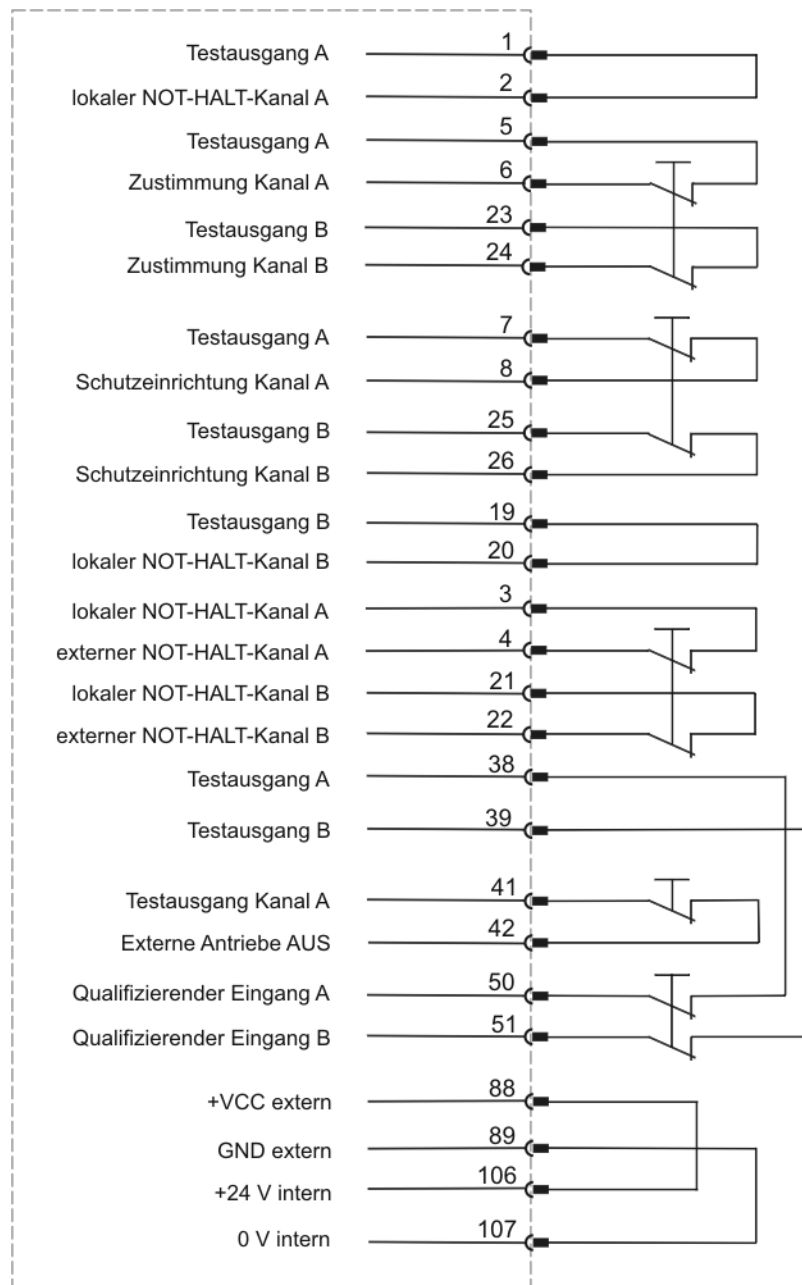 Testausgang A 1
lokaler NOT-HALT-Kanal A 2
Testausgang A 5
Zustimmung Kanal A 6
Testausgang B 23
Zustimmung Kanal B 24
Testausgang A 7
Schutzeinrichtung Kanal A 8
Testausgang B 25
Schutzeinrichtung Kanal B 26
Testausgang B 19
lokaler NOT-HALT-Kanal B 20
lokaler NOT-HALT-Kanal A 3
externer NOT-HALT-Kanal A 4
lokaler NOT-HALT-Kanal B 21
externer NOT-HALT-Kanal B 22
Testausgang A 38
Testausgang B 39
Testausgang Kanal A 41
Externe Antriebe AUS 42
Qualifizierender Eingang A 50
Qualifizierender Eingang B 51
+VCC extern 88
GND extern 89
+24 V intern 106
0 V intern 107